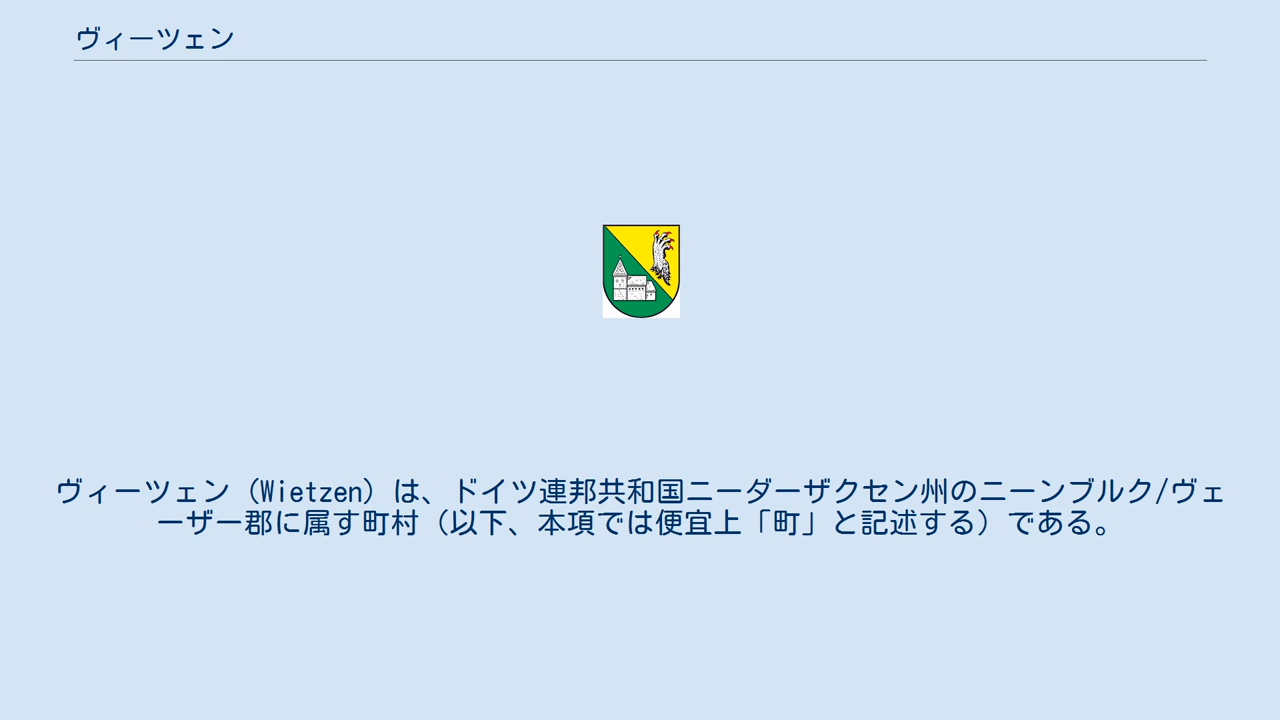 ヴィーツェン
ヴィーツェン（Wietzen）は、ドイツ連邦共和国ニーダーザクセン州のニーンブルク/ヴェ
ーザー郡に属す町村（以下、本項では便宜上「町」と記述する）である。